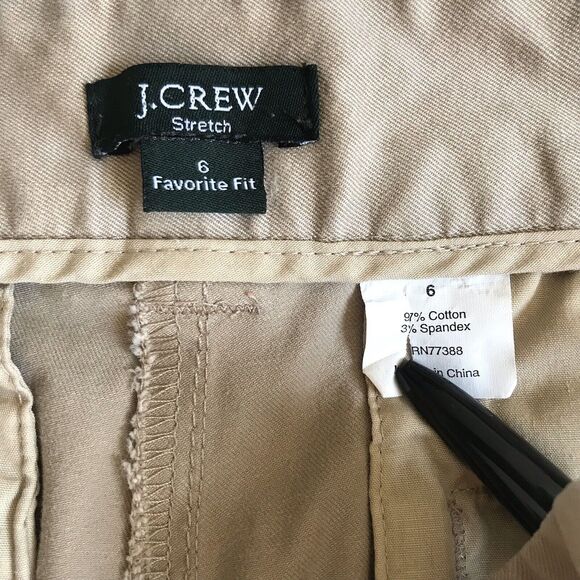 J.CREW
Stretch
6
Favorite Fit
6
97% Cotton
3% Spandex
RN77388
in China